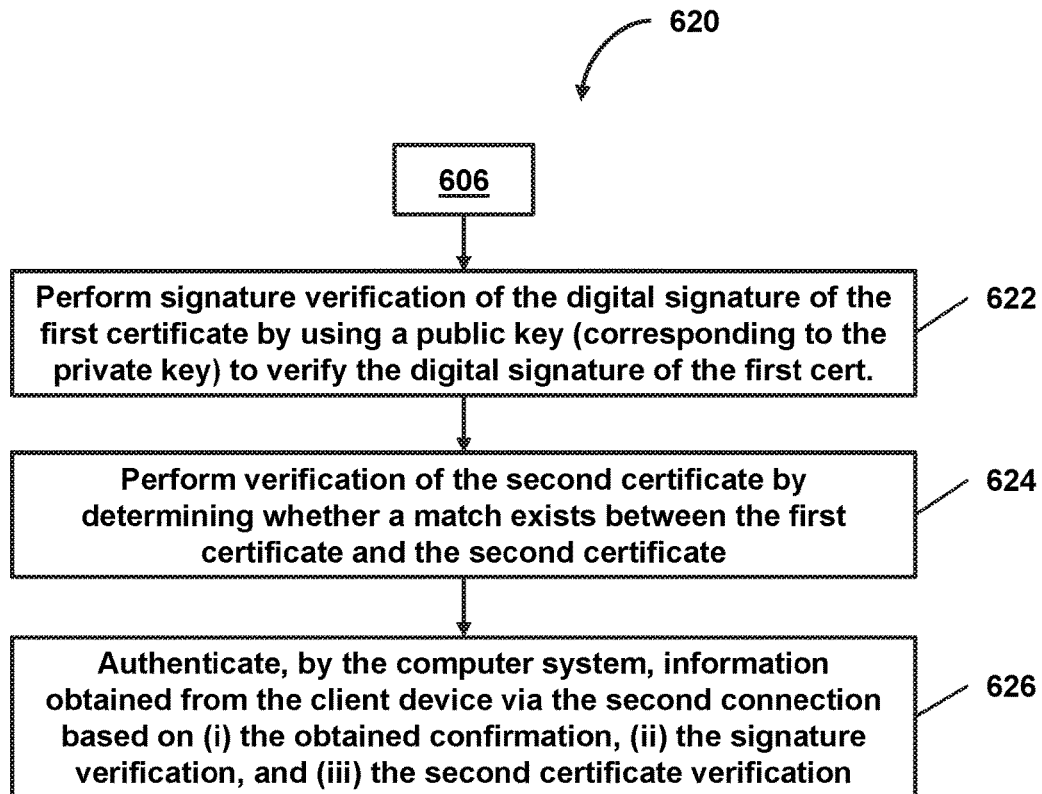 620
606
Perform signature verification of the digital signature of the
first certificate by using a public key (corresponding to the
private key) to verify the digital signature of the first cert.
622
Perform verification of the second certificate by
determining whether a match exists between the first
certificate and the second certificate
624
Authenticate, by the computer system, information
obtained from the client device via the second connection
based on (i) the obtained confirmation, (ii) the signature
verification, and (iii) the second certificate verification
626